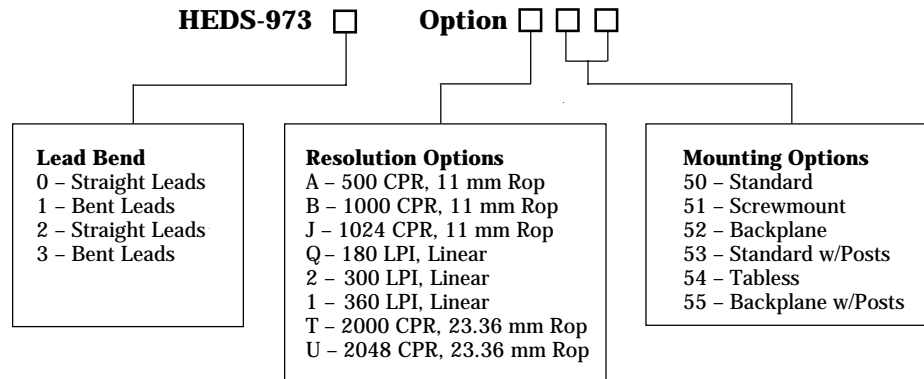 HEDS-973 □ Option □ □ □
Lead Bend
0 – Straight Leads
1 – Bent Leads
2 – Straight Leads
3 – Bent Leads
Resolution Options
A – 500 CPR, 11 mm Rop
B – 1000 CPR, 11 mm Rop
J – 1024 CPR, 11 mm Rop
Q – 180 LPI, Linear
2 – 300 LPI, Linear
1 – 360 LPI, Linear
T – 2000 CPR, 23.36 mm Rop
U – 2048 CPR, 23.36 mm Rop
Mounting Options
50 – Standard
51 – Screwmount
52 – Backplane
53 – Standard w/Posts
54 – Tabless
55 – Backplane w/Posts